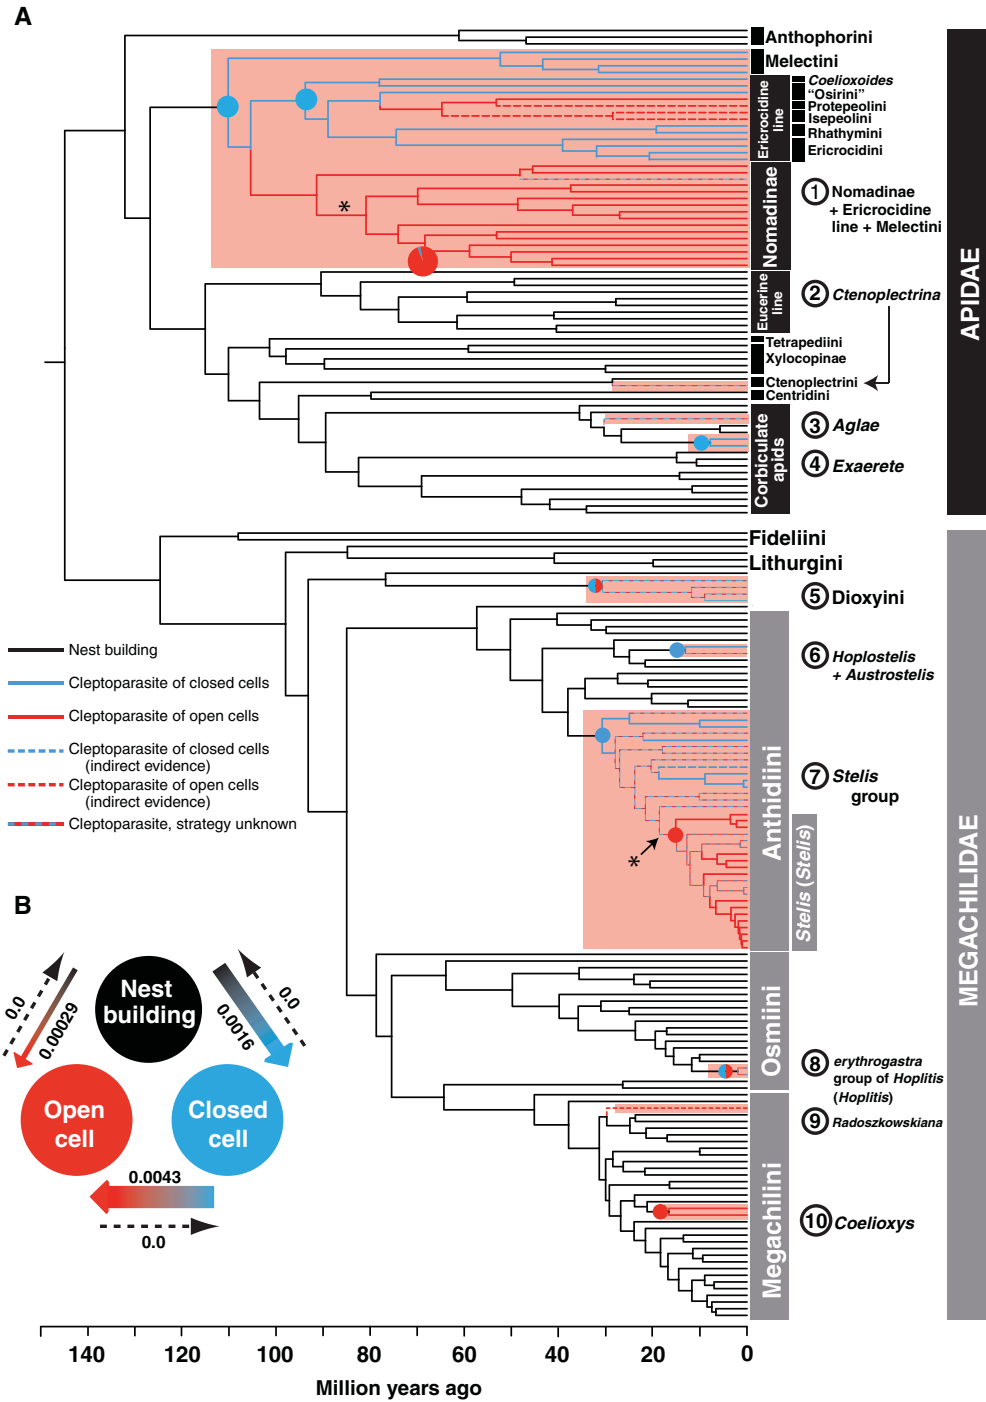 A
Anthophorini
Melectini
Coelioxoides
"Osirini"
Protepeolini
Isepeolini
Rhathymini
Ericrocidini
Ericrocidine
line
Nomadinae
1 Nomadinae
+ Ericrocidine
line + Melectini
*
Eucerine
line
2 Ctenoplectrina
Tetrapediini
Xylocopinae
Ctenoplectrini
Centridini
Corbiculate
apids
3 Aglae
4 Exaerete
APIDAE
Fideliini
Lithurgini
5 Dioxyini
6 Hoplostelis
+ Austrostelis
7 Stelis
group
Anthidiini
Stelis (Stelis)
*
Osmiini
8 erythrogastra
group of Hoplitis
(Hoplitis)
9 Radoszkowskiana
Megachilini
10 Coelioxys
MEGACHILIDAE
Nest building
Cleptoparasite of closed cells
Cleptoparasite of open cells
Cleptoparasite of closed cells
(indirect evidence)
Cleptoparasite of open cells
(indirect evidence)
Cleptoparasite, strategy unknown
B
Nest
building
0.0
0.00029
0.0016
0.0
Open
cell
Closed
cell
0.0043
0.0
140 120 100 80 60 40 20 0
Million years ago